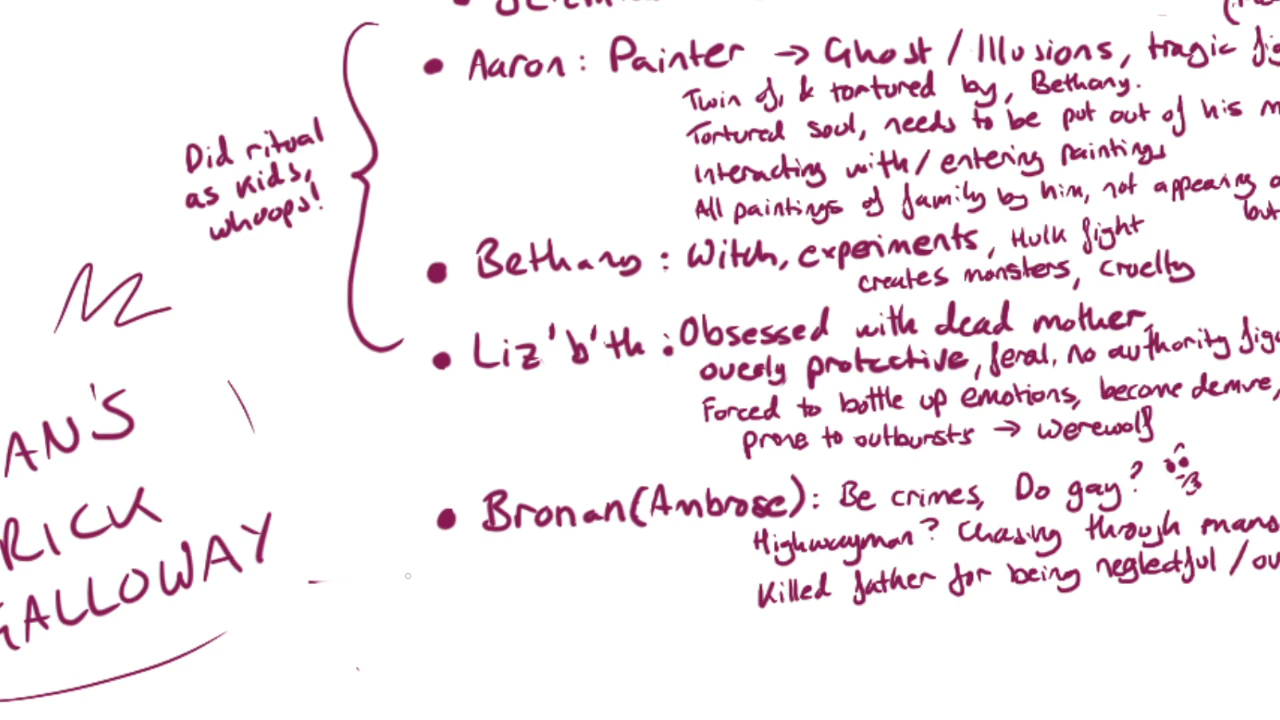 • Aaron: Painter → Ghost / Illusions, tragic
Twin of, & tortured by, Bethany.
Tortured soul, needs to be put out of his
Interacting with / entering paintings
All paintings of family by him, not appearing
but
Did ritual
as kids,
whoops!
• Bethany: Witch, experiments, Hulk fight
creates monsters, cruelty
• Liz'b'th: Obsessed with dead mother,
overly protective, feral, no authority
Forced to bottle up emotions, become demure,
prone to outbursts → werewolf
AN'S
RICK
GALLOWAY
• Bronan (Ambrose): Be crimes, Do gay?
Highwayman? Chasing through
Killed father for being neglectful /